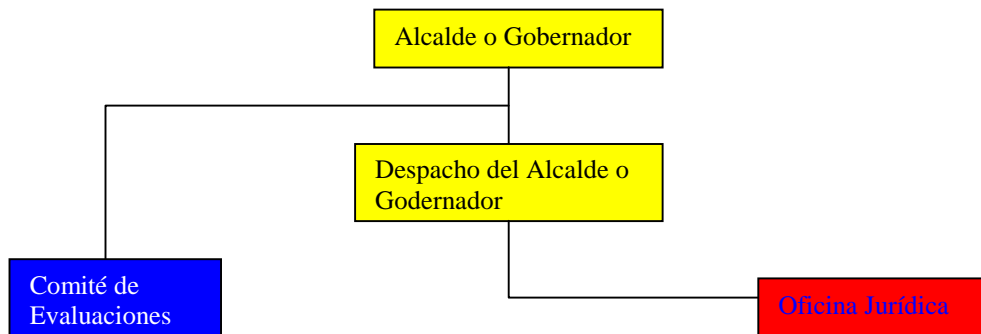 Alcalde o Gobernador
Despacho del Alcalde o
Godernador
Comité de
Evaluaciones
Oficina Jurídica